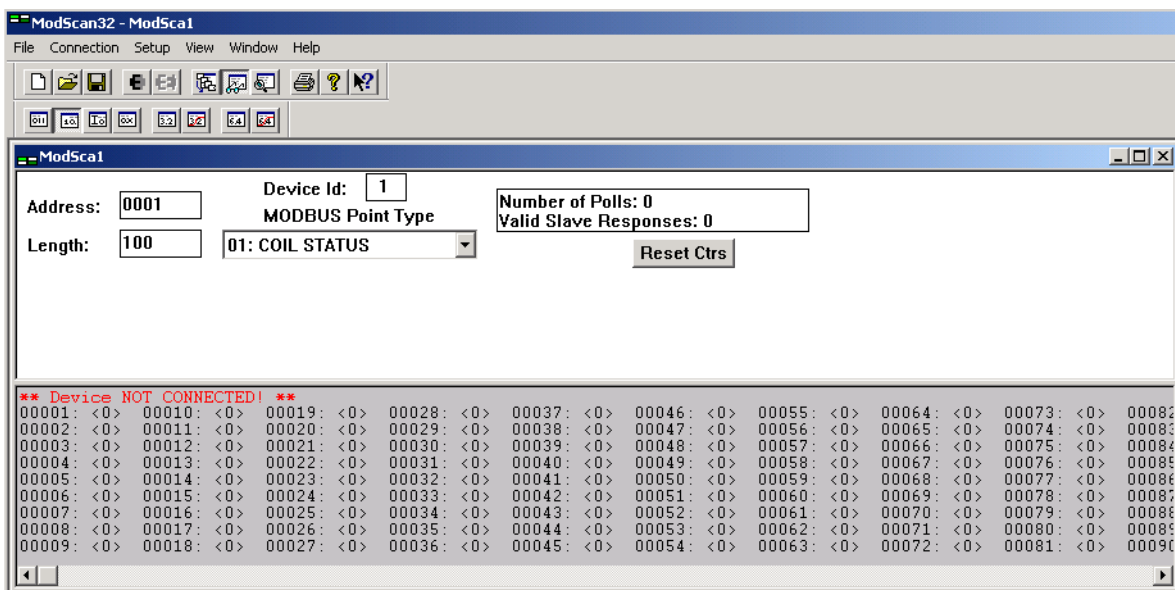 ModScan32 - ModSca1
File Connection Setup View Window Help
ModSca1
Address: 0001
Device Id: 1
MODBUS Point Type
Length: 100
01: COIL STATUS
Number of Polls: 0
Valid Slave Responses: 0
Reset Ctrs
** Device NOT CONNECTED! **
00001: <0> 00010: <0> 00019: <0> 00028: <0> 00037: <0> 00046: <0> 00055: <0> 00064: <0> 00073: <0>
00002: <0> 00011: <0> 00020: <0> 00029: <0> 00038: <0> 00047: <0> 00056: <0> 00065: <0> 00074: <0>
00003: <0> 00012: <0> 00021: <0> 00030: <0> 00039: <0> 00048: <0> 00057: <0> 00066: <0> 00075: <0>
00004: <0> 00013: <0> 00022: <0> 00031: <0> 00040: <0> 00049: <0> 00058: <0> 00067: <0> 00076: <0>
00005: <0> 00014: <0> 00023: <0> 00032: <0> 00041: <0> 00050: <0> 00059: <0> 00068: <0> 00077: <0>
00006: <0> 00015: <0> 00024: <0> 00033: <0> 00042: <0> 00051: <0> 00060: <0> 00069: <0> 00078: <0>
00007: <0> 00016: <0> 00025: <0> 00034: <0> 00043: <0> 00052: <0> 00061: <0> 00070: <0> 00079: <0>
00008: <0> 00017: <0> 00026: <0> 00035: <0> 00044: <0> 00053: <0> 00062: <0> 00071: <0> 00080: <0>
00009: <0> 00018: <0> 00027: <0> 00036: <0> 00045: <0> 00054: <0> 00063: <0> 00072: <0> 00081: <0>